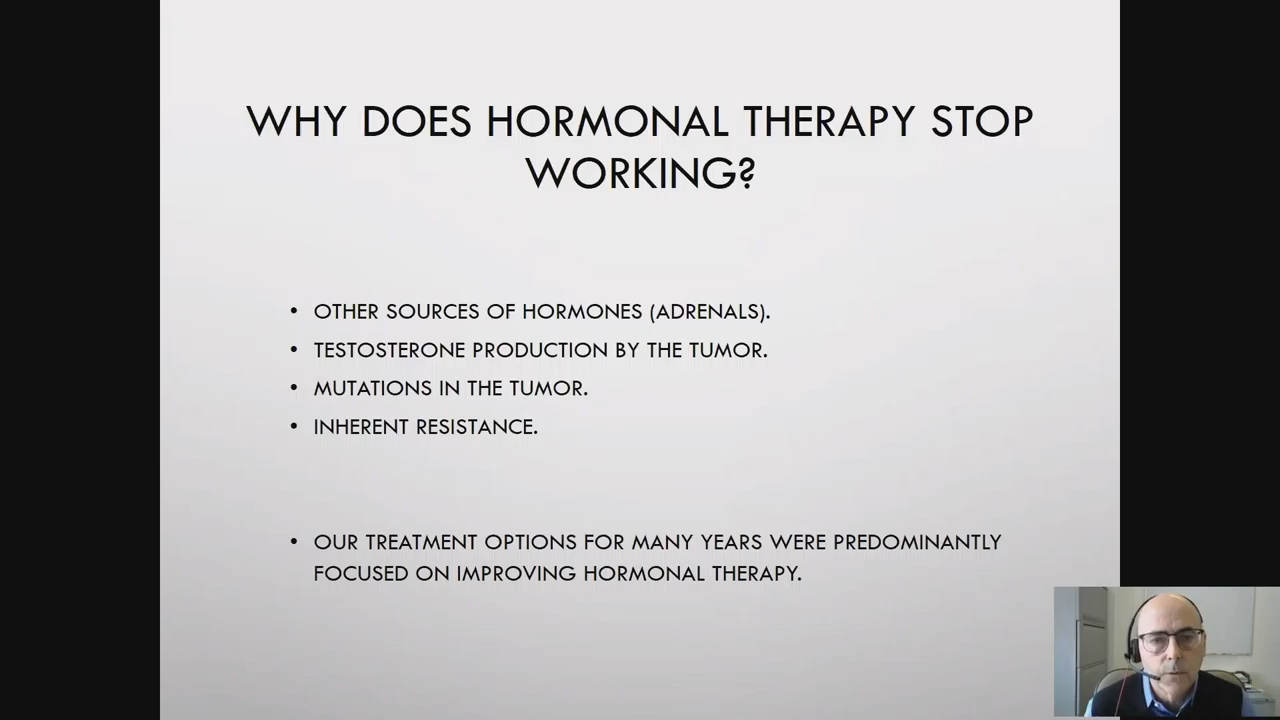 WHY DOES HORMONAL THERAPY STOP
WORKING?
• OTHER SOURCES OF HORMONES (ADRENALS).
• TESTOSTERONE PRODUCTION BY THE TUMOR.
• MUTATIONS IN THE TUMOR.
• INHERENT RESISTANCE.
• OUR TREATMENT OPTIONS FOR MANY YEARS WERE PREDOMINANTLY
FOCUSED ON IMPROVING HORMONAL THERAPY.